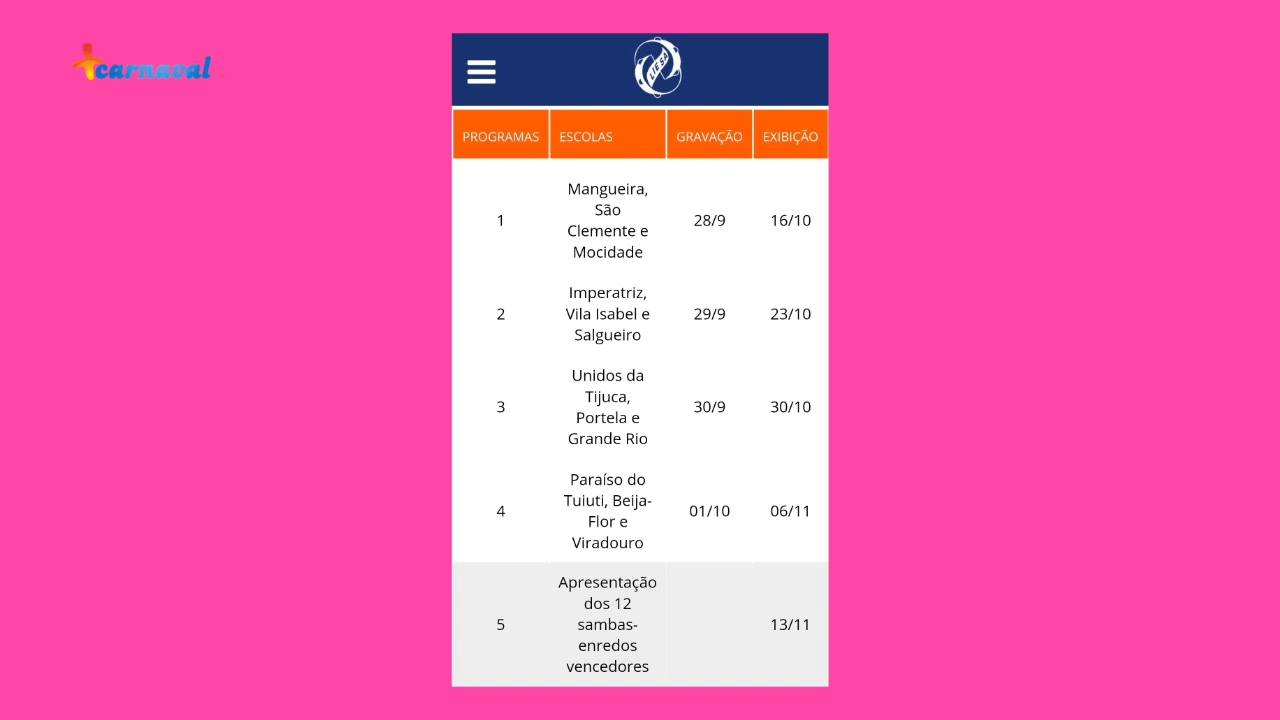 +carnaval
LIESA
PROGRAMAS ESCOLAS GRAVAÇÃO EXIBIÇÃO
Mangueira,
São
1 Clemente e 28/9 16/10
Mocidade
Imperatriz,
2 Vila Isabel e 29/9 23/10
Salgueiro
Unidos da
Tijuca,
3 Portela e 30/9 30/10
Grande Rio
Paraíso do
Tuiuti, Beija-
4 Flor e 01/10 06/11
Viradouro
Apresentação
dos 12
5 sambas- 13/11
enredos
vencedores